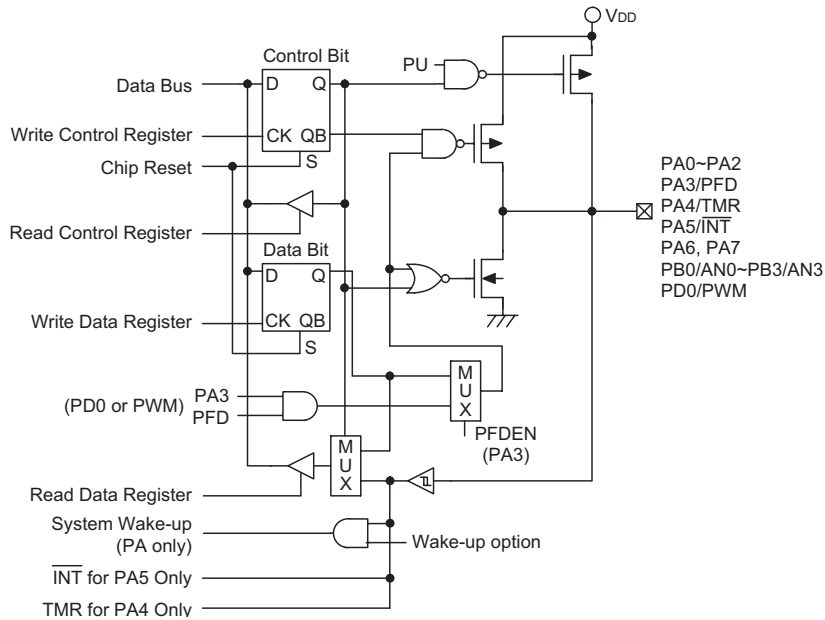 VDD
Control Bit
PU
Data Bus
D Q
Write Control Register
CK QB
Chip Reset
S
PA0~PA2
PA3/PFD
PA4/TMR
PA5/INT
PA6, PA7
PB0/AN0~PB3/AN3
PD0/PWM
Read Control Register
Data Bit
D Q
Write Data Register
CK QB
S
MUX
PA3
(PD0 or PWM)
PFD
PFDEN
(PA3)
MUX
Read Data Register
System Wake-up
(PA only)
Wake-up option
INT for PA5 Only
TMR for PA4 Only